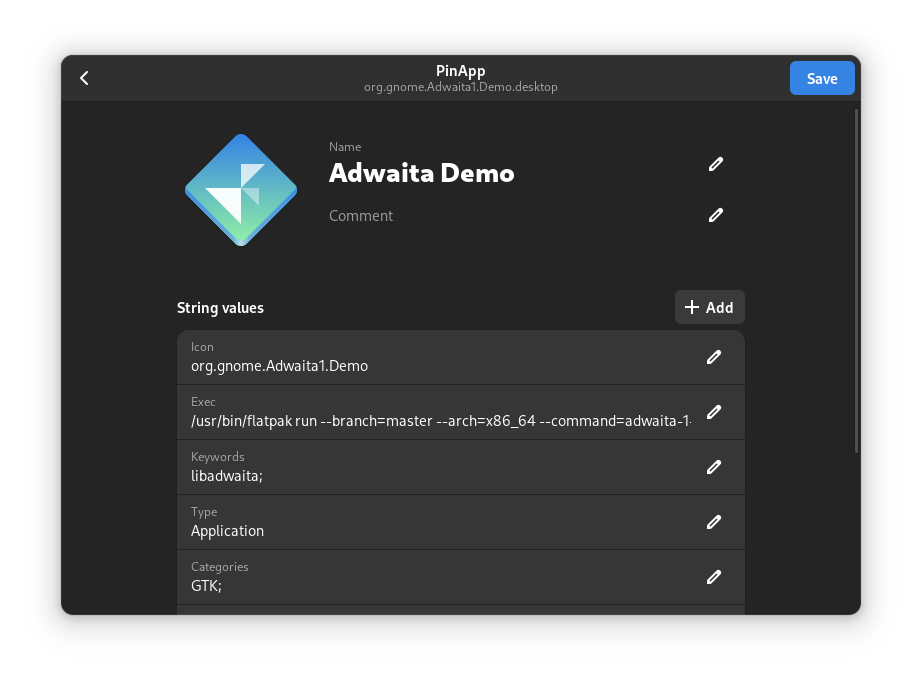 PinApp
org.gnome.Adwaita1.Demo.desktop
Save
Name
Adwaita Demo
Comment
String values
Add
Icon
org.gnome.Adwaita1.Demo
Exec
/usr/bin/flatpak run --branch=master --arch=x86_64 --command=adwaita-1-
Keywords
libadwaita;
Type
Application
Categories
GTK;